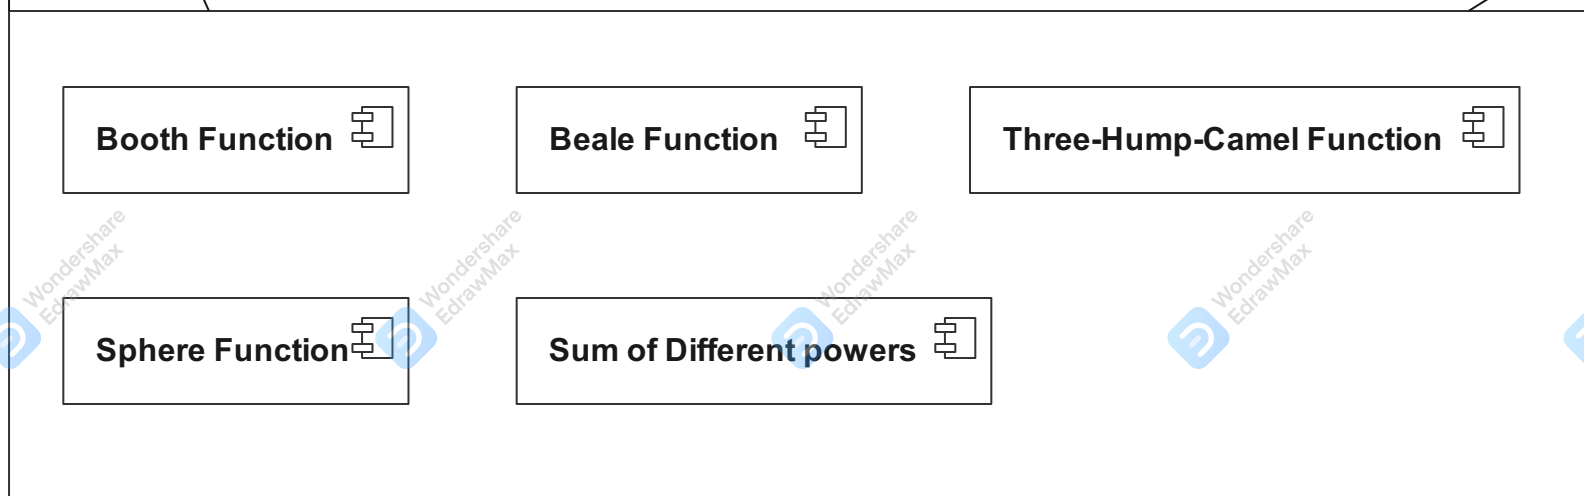 Booth Function
Beale Function
Three-Hump-Camel Function
Wondershare
EdrawMax
Wondershare
EdrawMax
Wondershare
EdrawMax
Wondershare
EdrawMax
Sphere Function
Sum of Different powers